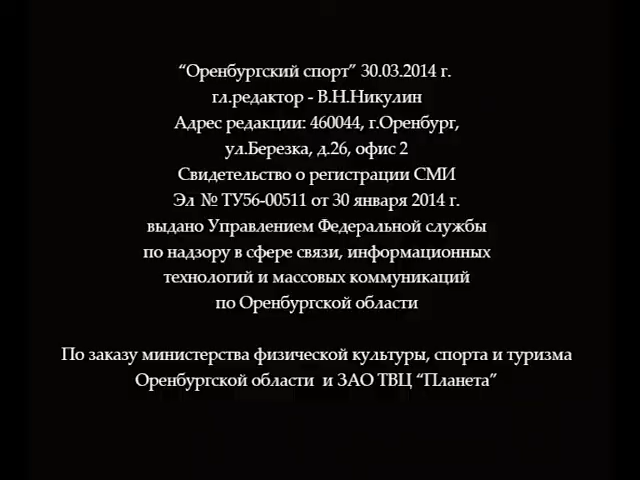 “Оренбургский спорт” 30.03.2014 г.
гл.редактор - В.Н.Никулин
Адрес редакции: 460044, г.Оренбург,
ул.Березка, д.26, офис 2
Свидетельство о регистрации СМИ
Эл № ТУ56-00511 от 30 января 2014 г.
выдано Управлением Федеральной службы
по надзору в сфере связи, информационных
технологий и массовых коммуникаций
по Оренбургской области
По заказу министерства физической культуры, спорта и туризма
Оренбургской области и ЗАО ТВЦ “Планета”